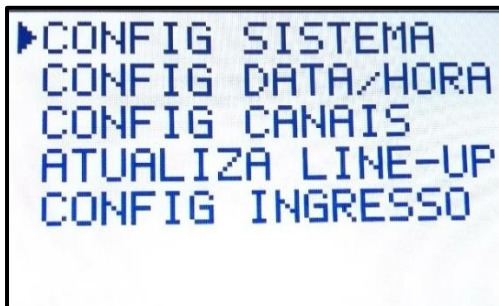 CONFIG SISTEMA
CONFIG DATA/HORA
CONFIG CANAIS
ATUALIZA LINE-UP
CONFIG INGRESSO